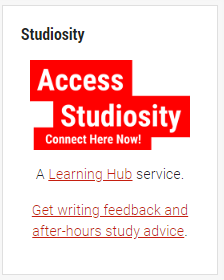 Studiosity
Access
Studiosity
Connect Here Now!
A Learning Hub service.
Get writing feedback and
after-hours study advice.